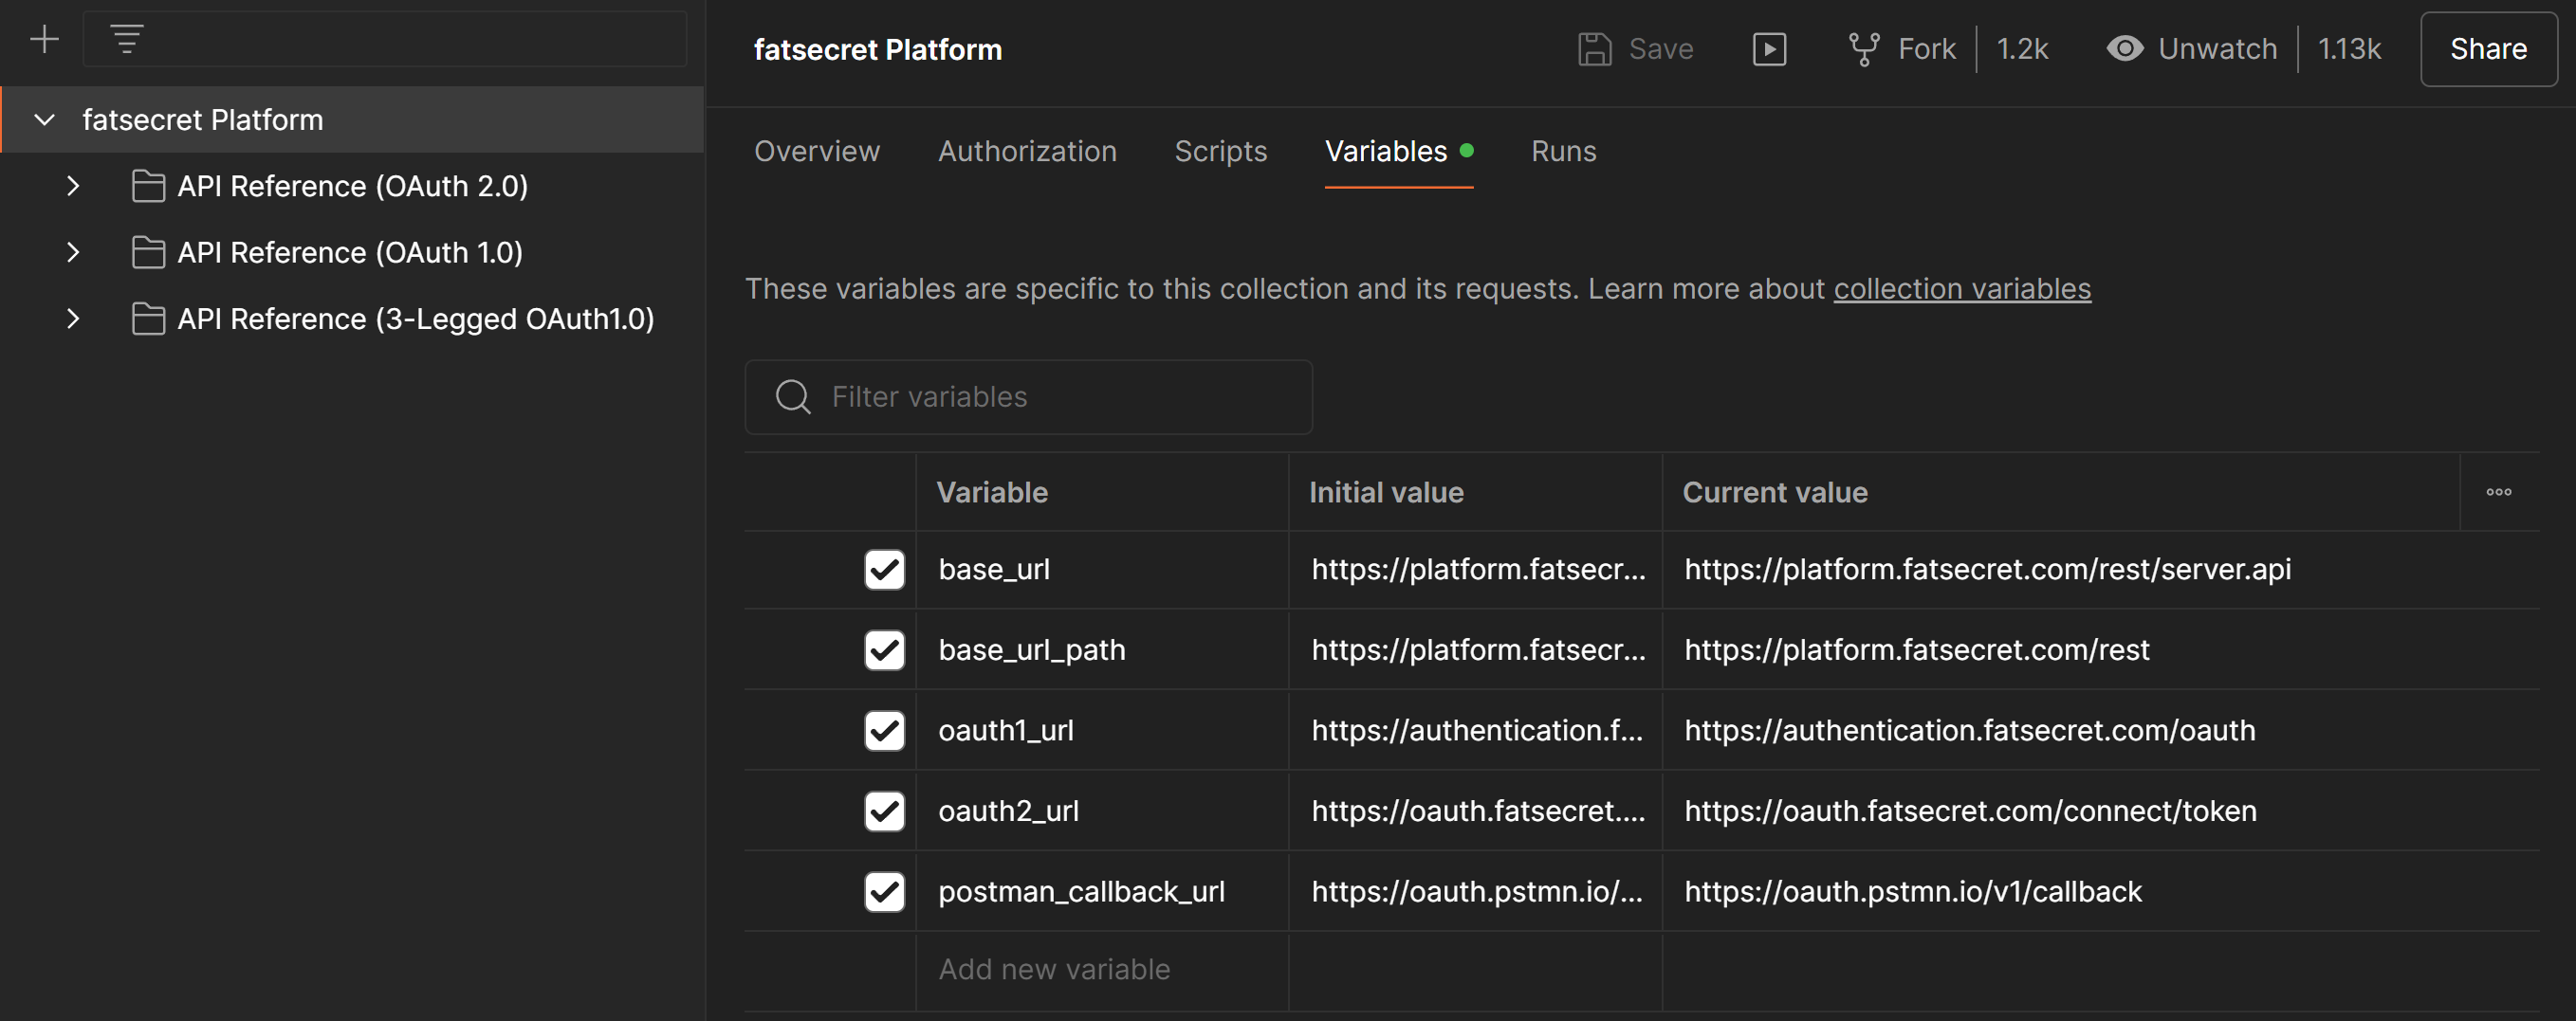 fatsecret Platform
API Reference (OAuth 2.0)
API Reference (OAuth 1.0)
API Reference (3-Legged OAuth1.0)
fatsecret Platform
Save
Fork
1.2k
Unwatch
1.13k
Share
Overview
Authorization
Scripts
Variables
Runs
These variables are specific to this collection and its requests. Learn more about collection variables
Filter variables
Variable
Initial value
Current value
base_url
https://platform.fatsecr...
https://platform.fatsecret.com/rest/server.api
base_url_path
https://platform.fatsecr...
https://platform.fatsecret.com/rest
oauth1_url
https://authentication.f...
https://authentication.fatsecret.com/oauth
oauth2_url
https://oauth.fatsecret....
https://oauth.fatsecret.com/connect/token
postman_callback_url
https://oauth.pstmn.io/...
https://oauth.pstmn.io/v1/callback
Add new variable